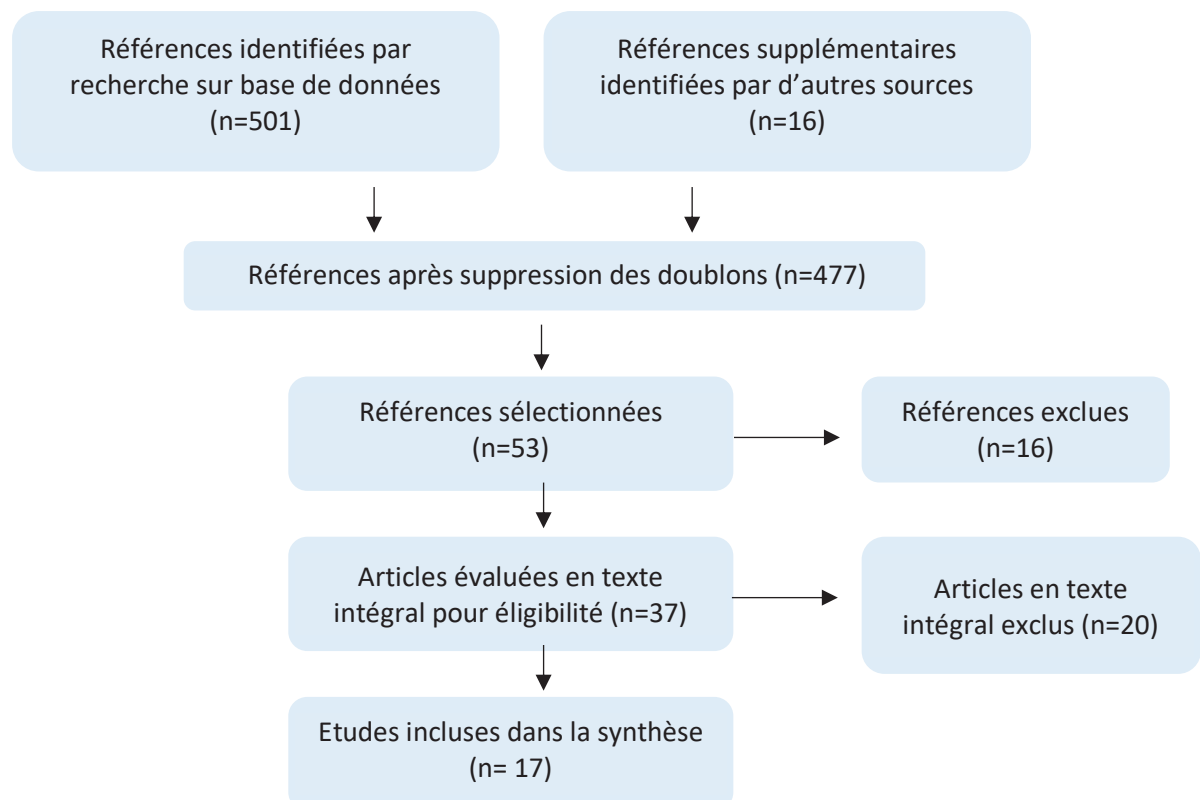 Références identifiées par
recherche sur base de données
(n=501)
Références supplémentaires
identifiées par d’autres sources
(n=16)
Références après suppression des doublons (n=477)
Références sélectionnées
(n=53)
Références exclues
(n=16)
Articles évaluées en texte
intégral pour éligibilité (n=37)
Articles en texte
intégral exclus (n=20)
Etudes incluses dans la synthèse
(n= 17)